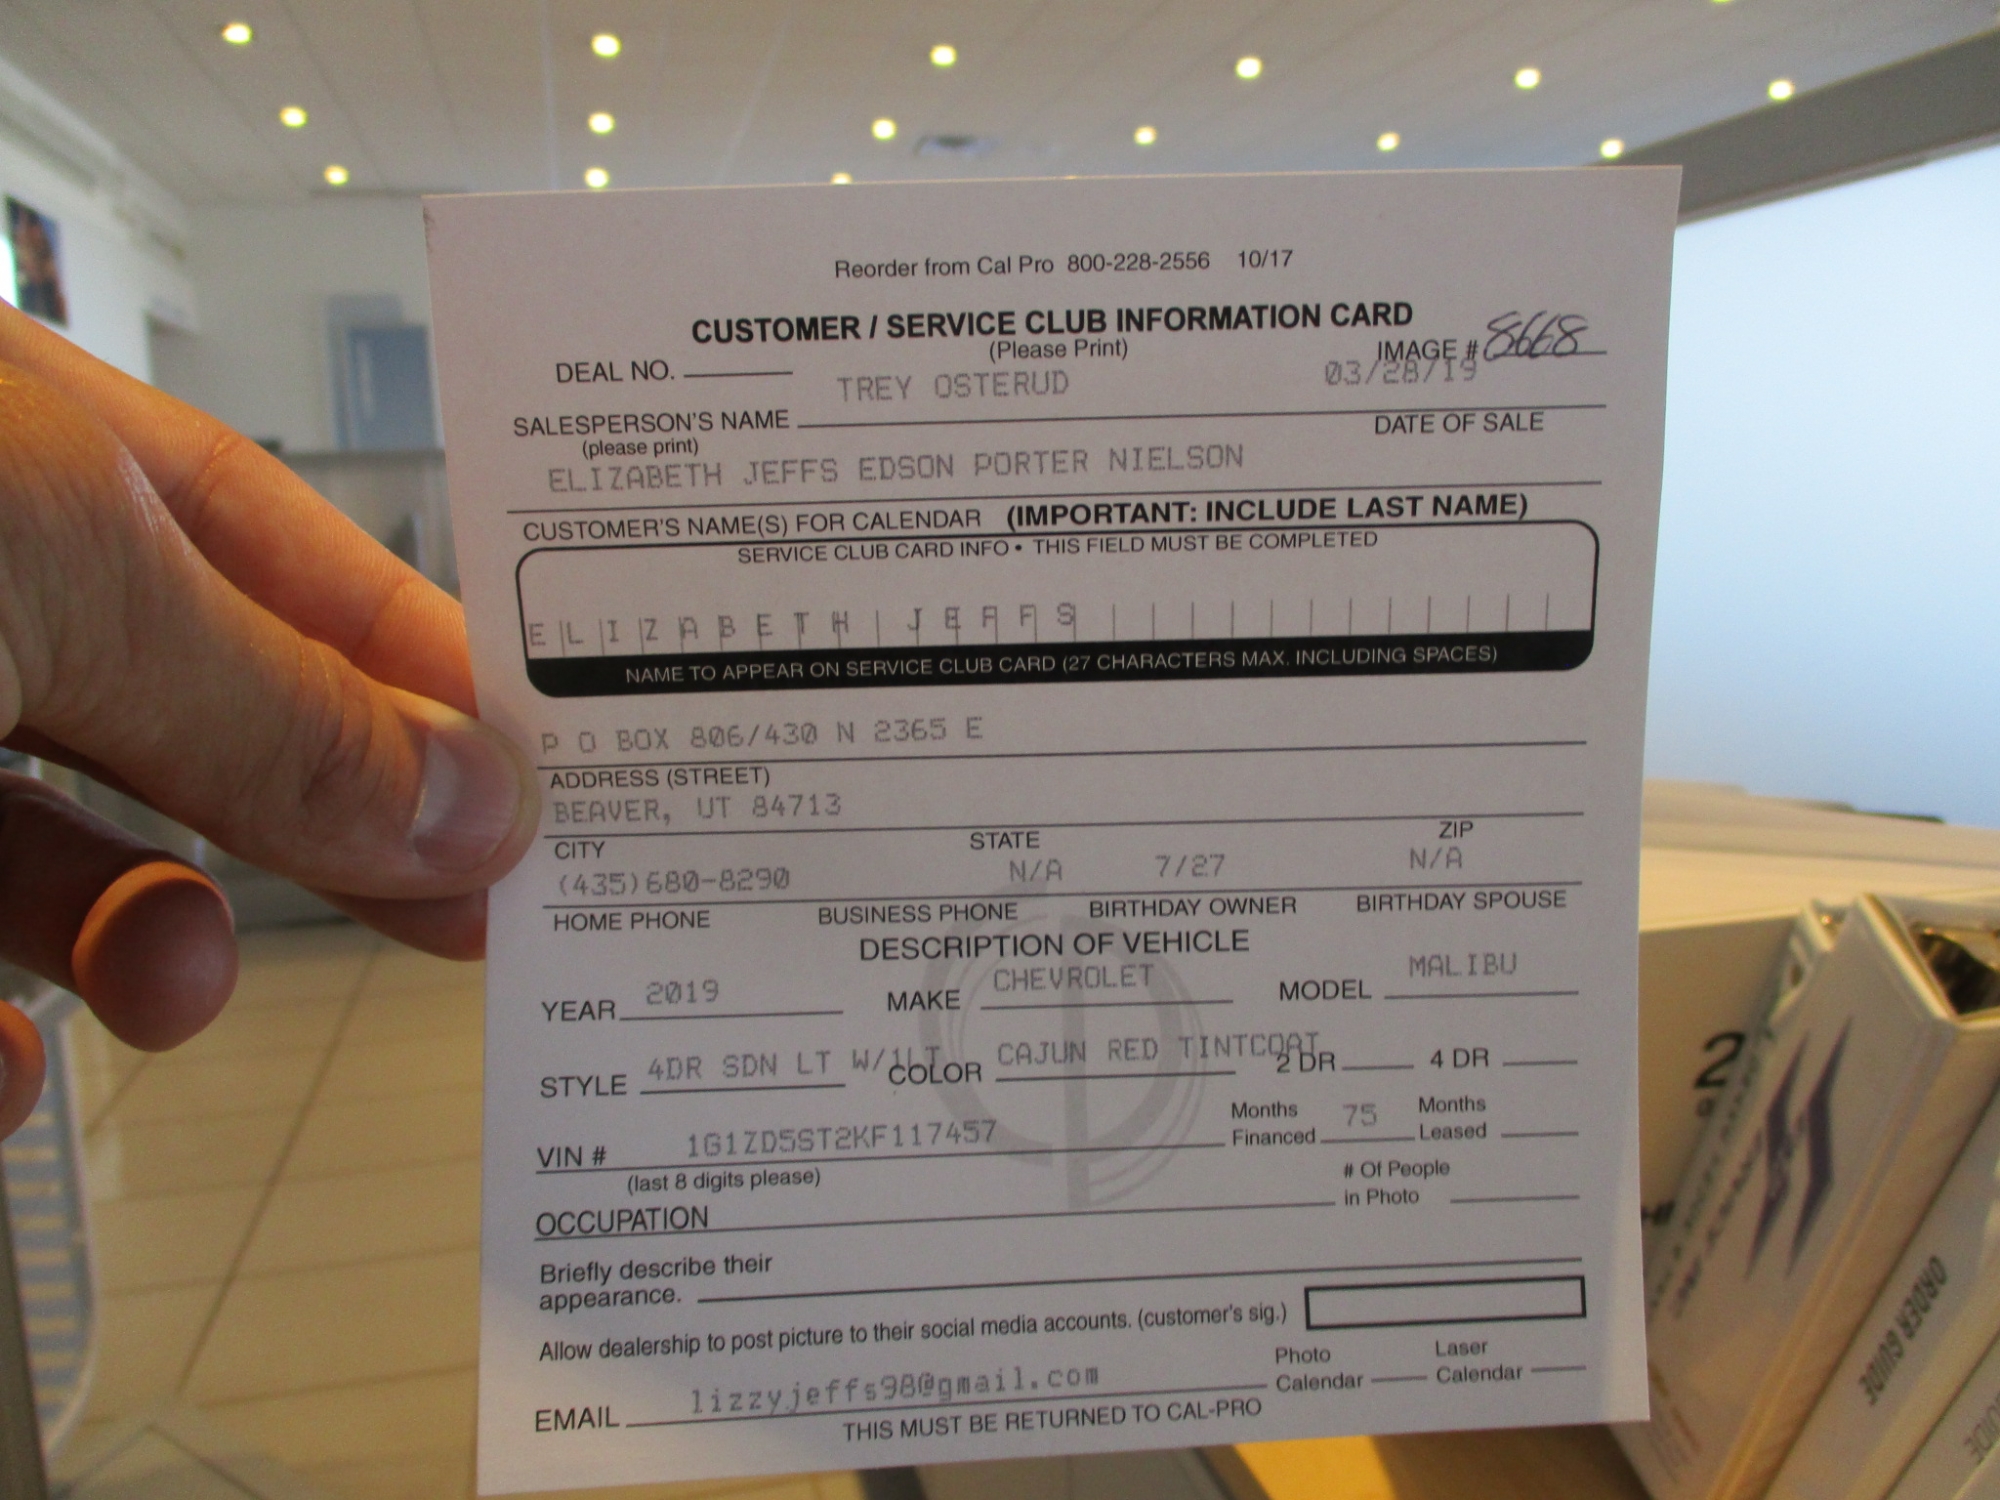 Reorder from Cal Pro 800-228-2556 10/17
CUSTOMER / SERVICE CLUB INFORMATION CARD
(Please Print)
IMAGE # 8668
DEAL NO.
TREY OSTERUD 03/28/19
SALESPERSON'S NAME DATE OF SALE
(please print)
ELIZABETH JEFFS EDSON PORTER NIELSON
CUSTOMER'S NAME(S) FOR CALENDAR (IMPORTANT: INCLUDE LAST NAME)
SERVICE CLUB CARD INFO • THIS FIELD MUST BE COMPLETED
ELIZABETH JEFFS
NAME TO APPEAR ON SERVICE CLUB CARD (27 CHARACTERS MAX. INCLUDING SPACES)
P O BOX 806/430 N 2365 E
ADDRESS (STREET)
BEAVER, UT 84713
CITY STATE ZIP
(435)680-8290 N/A 7/27 N/A
HOME PHONE BUSINESS PHONE BIRTHDAY OWNER BIRTHDAY SPOUSE
DESCRIPTION OF VEHICLE
YEAR 2019 MAKE CHEVROLET MODEL MALIBU
STYLE 4DR SDN LT W/1LT COLOR CAJUN RED TINTCOAT 2 DR 4 DR
VIN # 1G1ZD5ST2KF117457 Months Financed 75 Months Leased
(last 8 digits please)
# Of People in Photo
OCCUPATION
Briefly describe their
appearance.
Allow dealership to post picture to their social media accounts. (customer's sig.)
Photo Calendar Laser Calendar
EMAIL lizzyjeffs98@gmail.com
THIS MUST BE RETURNED TO CAL-PRO
2
ORDER GUIDE